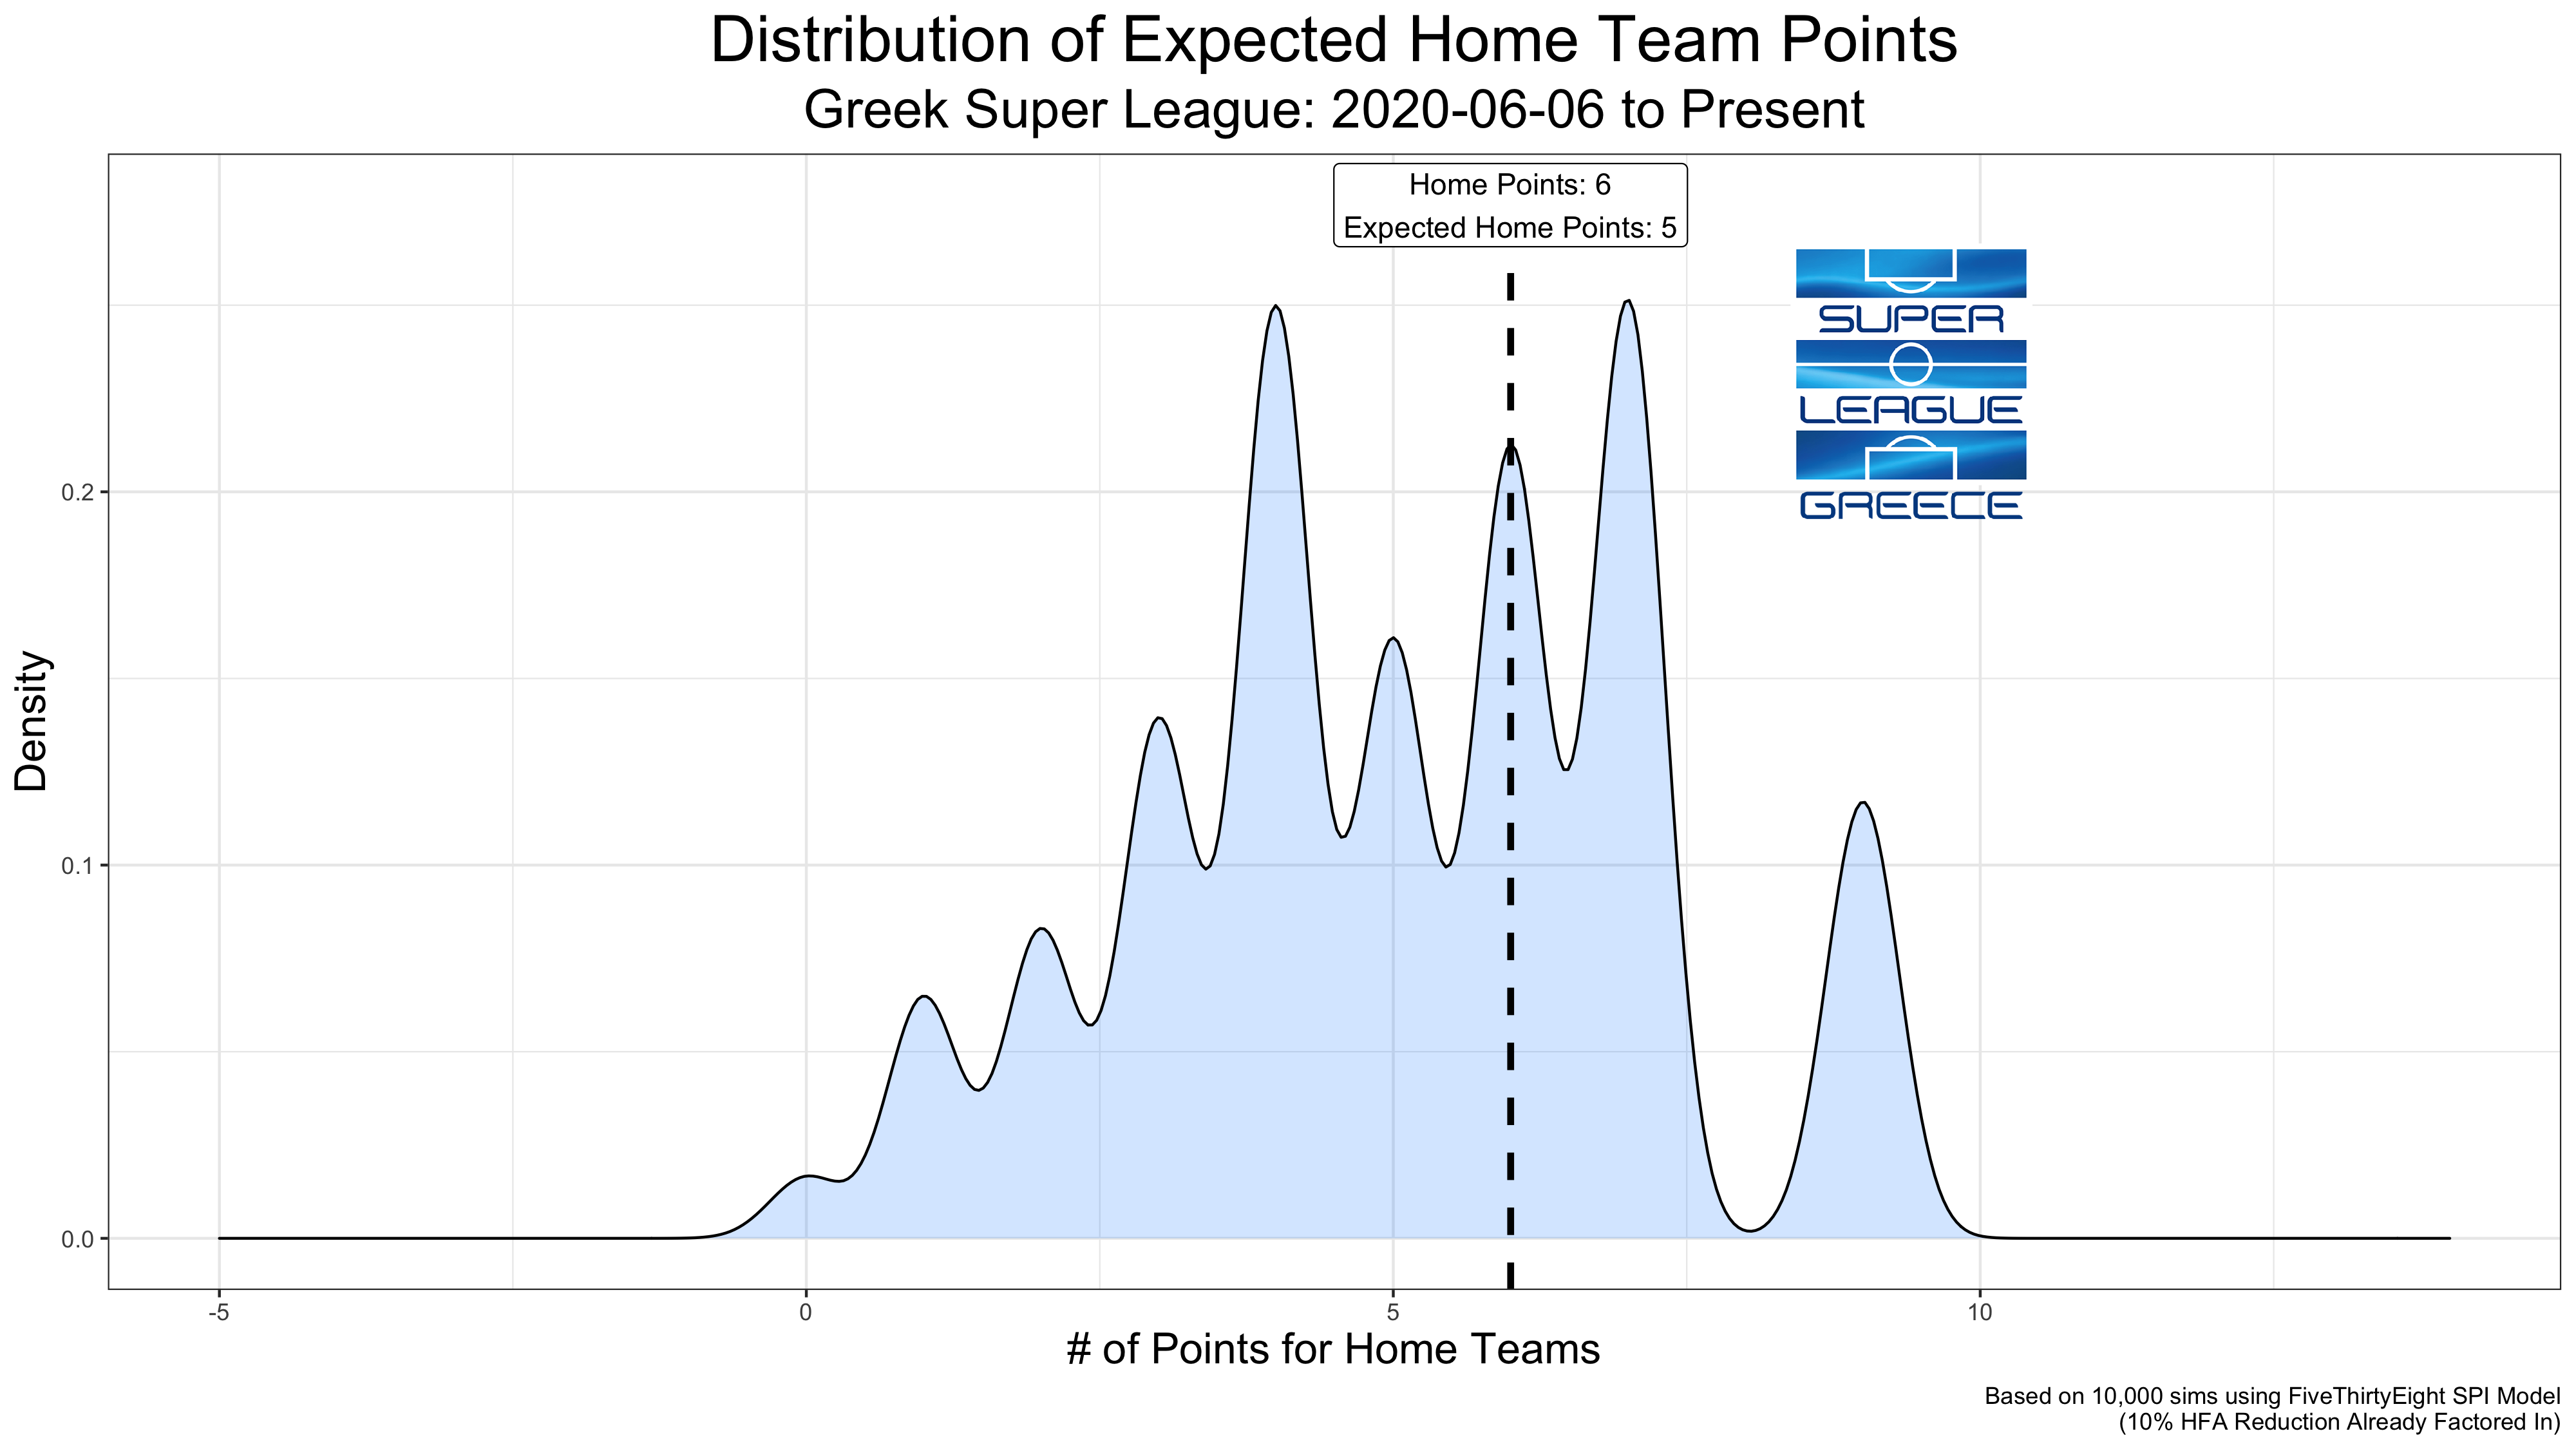 Distribution of Expected Home Team Points
Greek Super League: 2020-06-06 to Present
Home Points: 6
Expected Home Points: 5
SUPER
LEAGUE
GREECE
Density
0.2
0.1
0.0
-5
0
5
10
# of Points for Home Teams
Based on 10,000 sims using FiveThirtyEight SPI Model
(10% HFA Reduction Already Factored In)